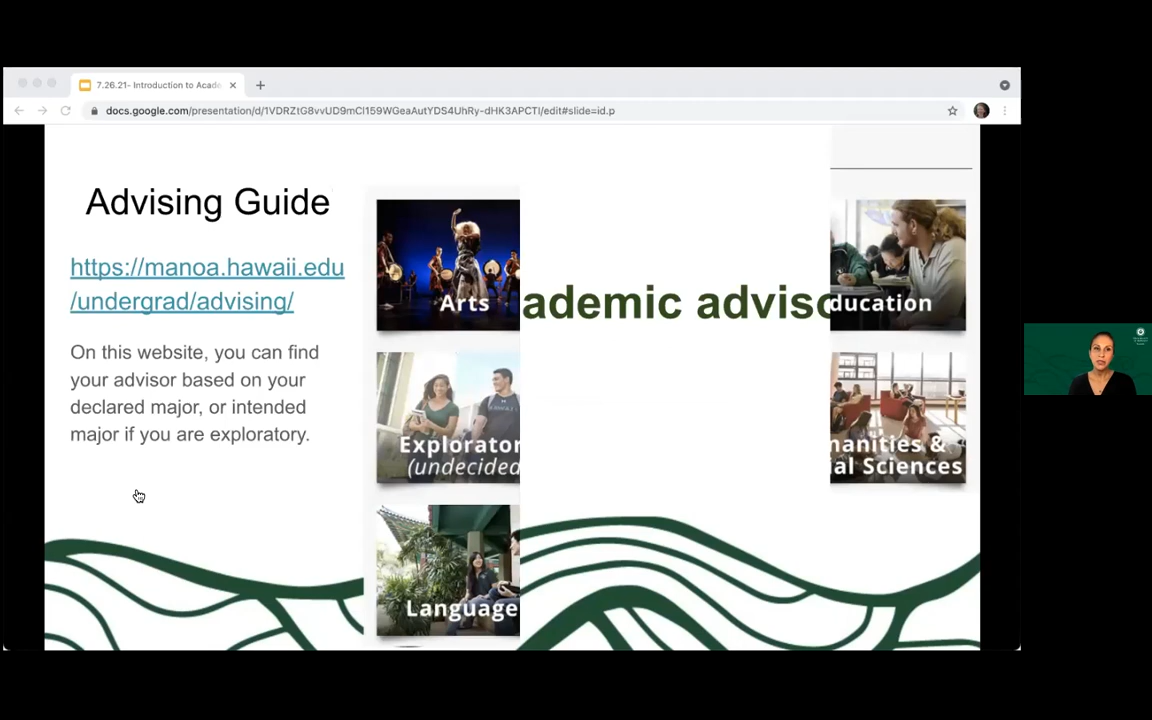 7.26.21- Introduction to Acade
docs.google.com/presentation/d/1VDRZtG8vvUD9mCl159WGeaAutYDS4UhRy-dHK3APCTI/edit#slide=id.p
Advising Guide
https://manoa.hawaii.edu
/undergrad/advising/
On this website, you can find
your advisor based on your
declared major, or intended
major if you are exploratory.
Arts
ademic adviso
ducation
Explorator
(undecided
nanities &
al Sciences
Language